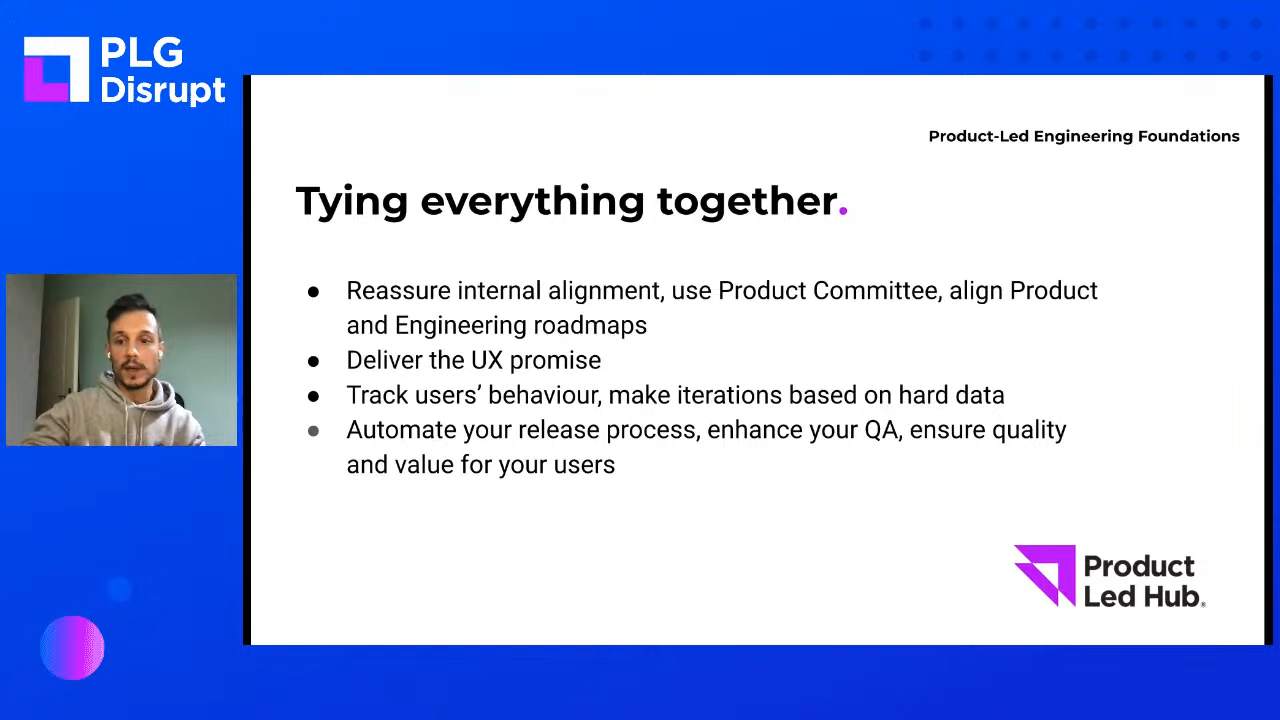 PLG
Disrupt
Product-Led Engineering Foundations
Tying everything together.
● Reassure internal alignment, use Product Committee, align Product
and Engineering roadmaps
● Deliver the UX promise
● Track users’ behaviour, make iterations based on hard data
● Automate your release process, enhance your QA, ensure quality
and value for your users
Product
Led Hub®